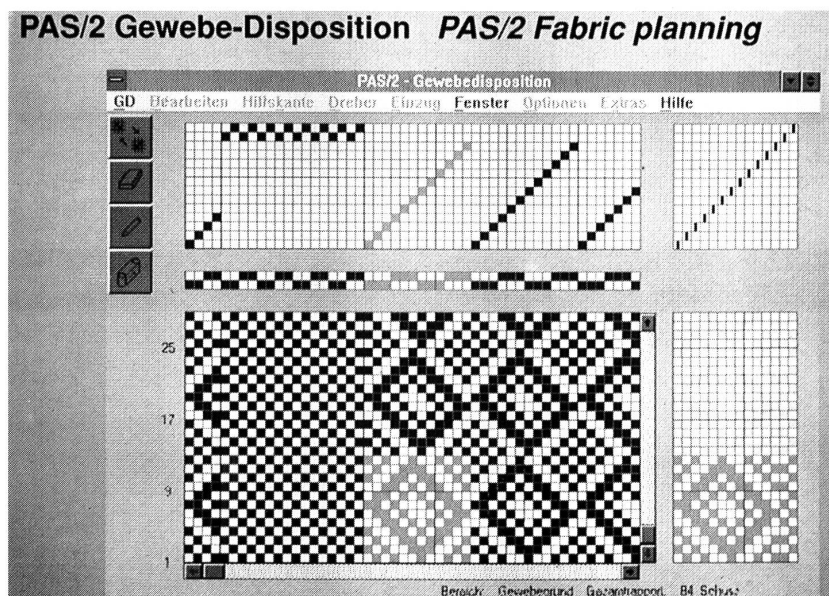 PAS/2 Gewebe-Disposition PAS/2 Fabric planning
PAS/2 - Gewebedisposition
GD Bearbeiten Hilfskante Dreher Einzug Fenster Optionen Extras Hilfe
25
17
9
1
Bereich: Gewebegrund Gesamtrapport: 84 Schuss